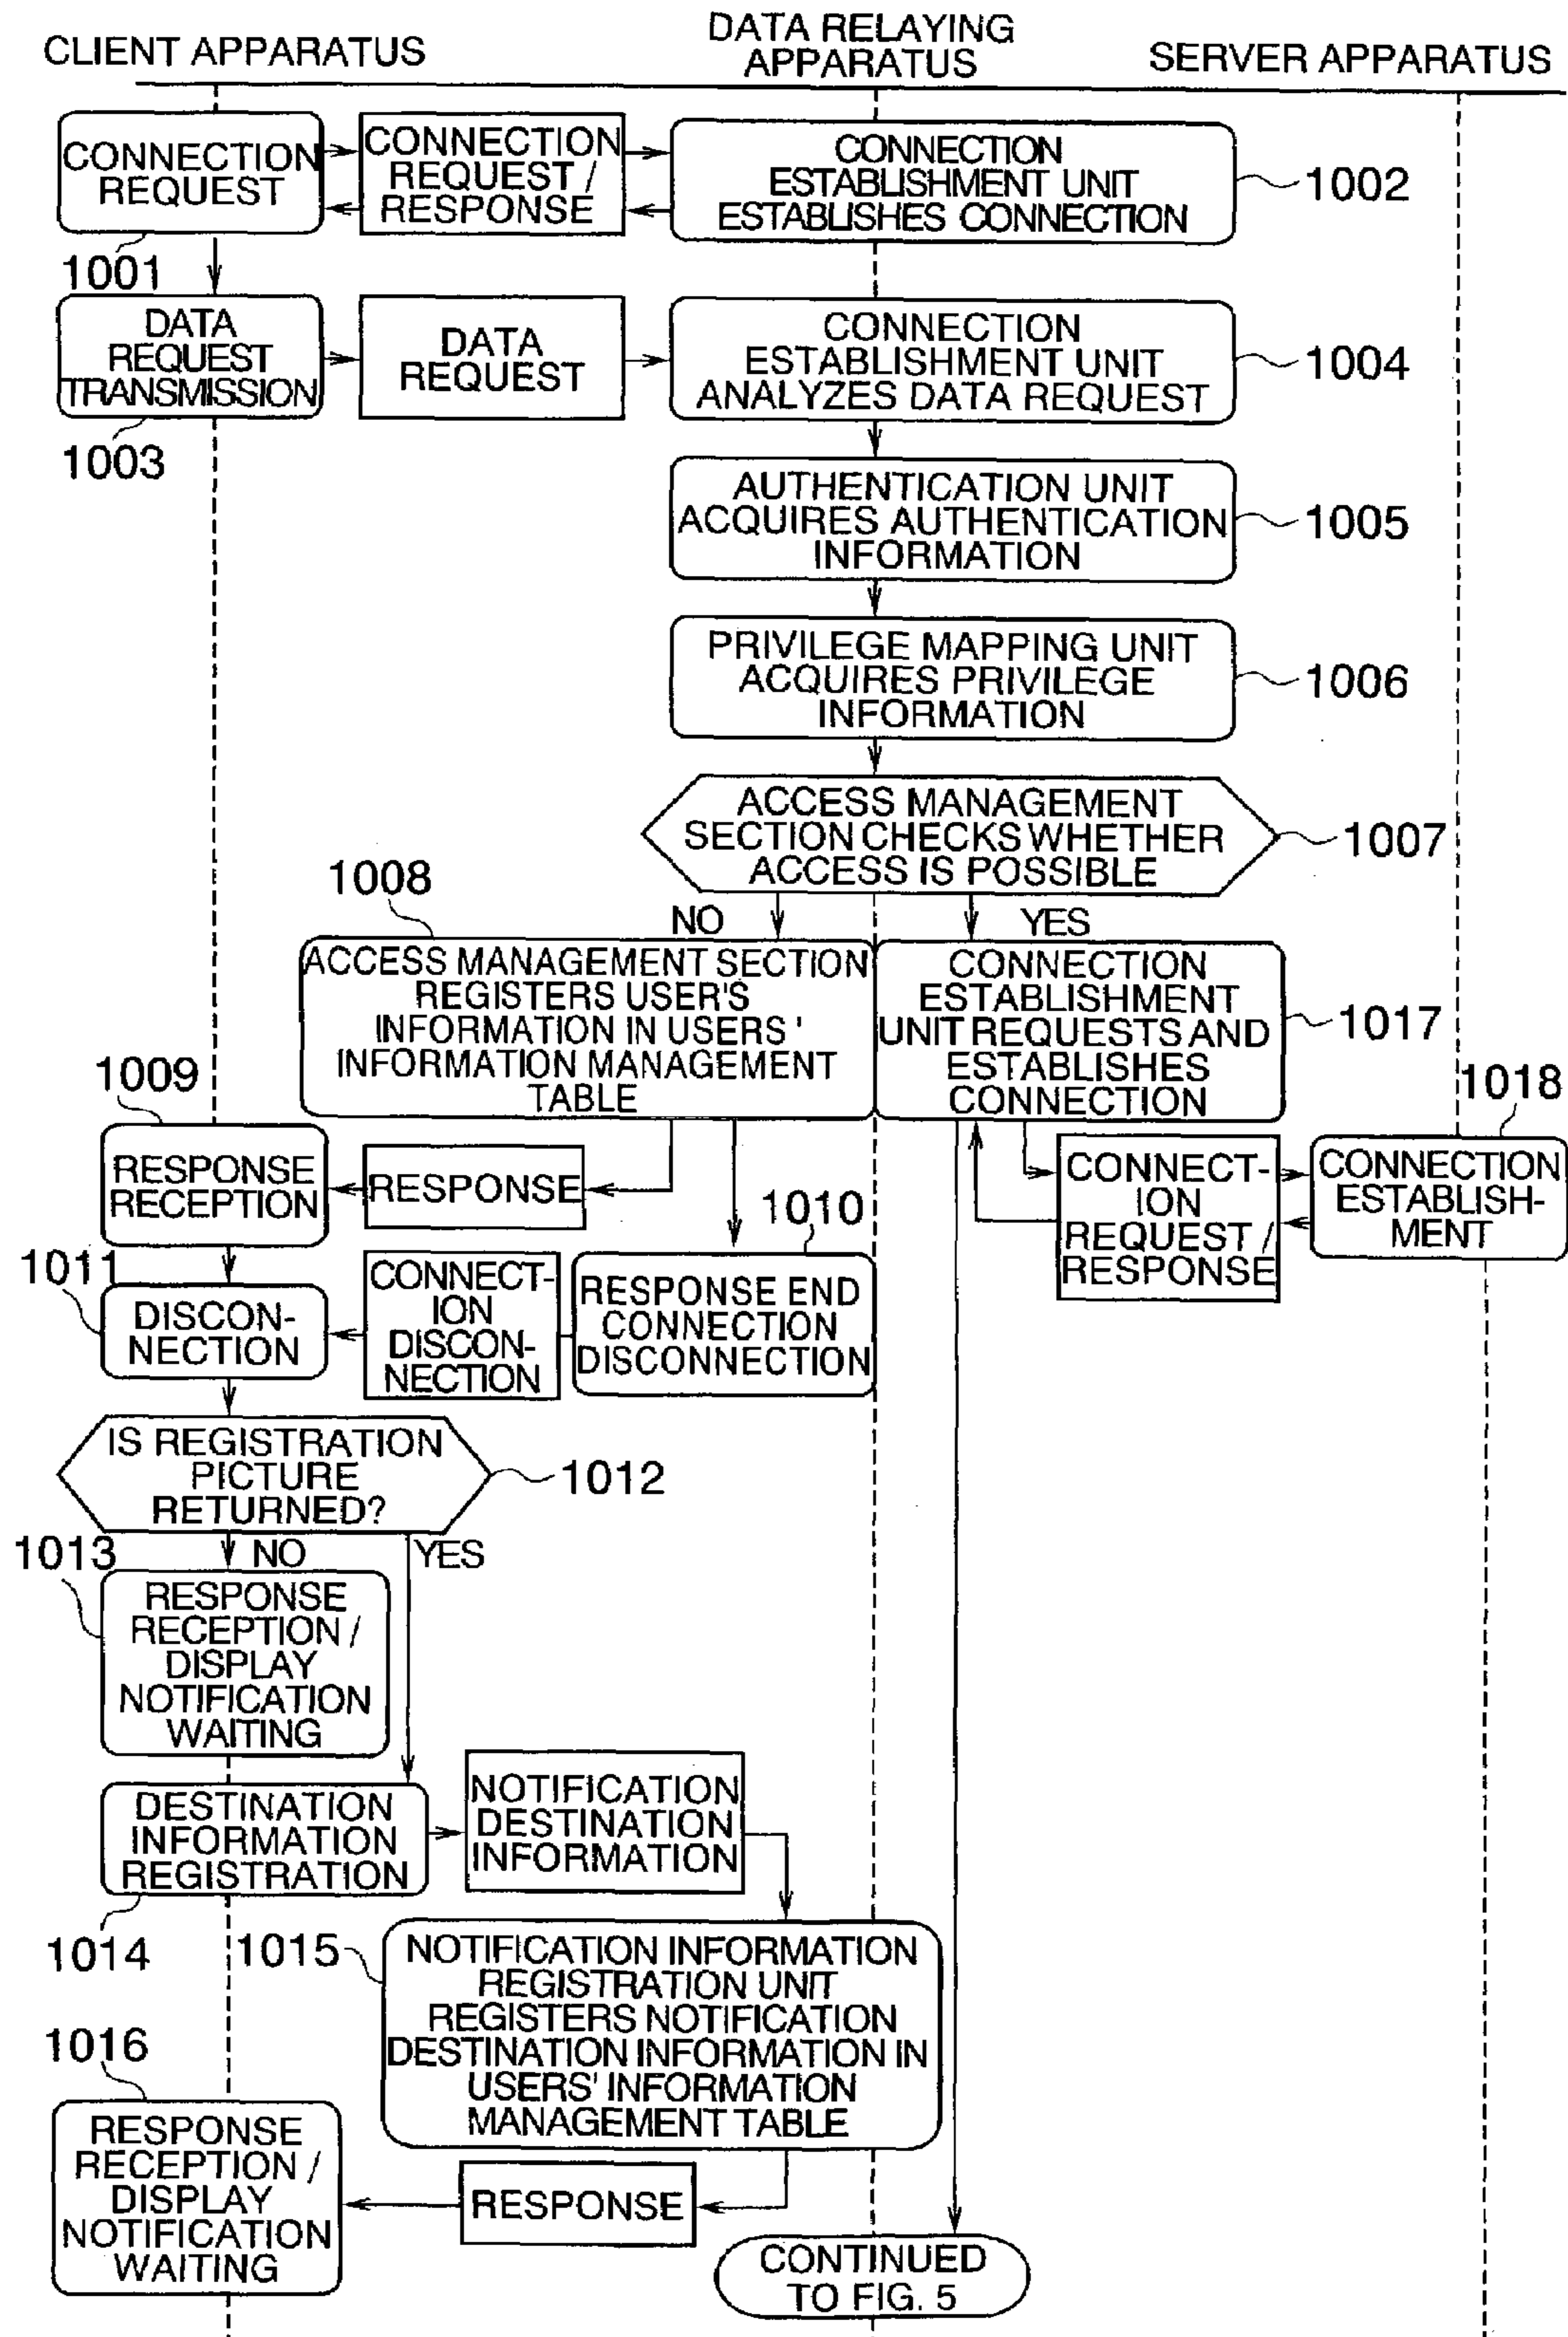 CLIENT APPARATUS
DATA RELAYING
APPARATUS
SERVER APPARATUS
CONNECTION
REQUEST
1001
CONNECTION
REQUEST /
RESPONSE
CONNECTION
ESTABLISHMENT UNIT
ESTABLISHES CONNECTION
1002
DATA
REQUEST
TRANSMISSION
1003
DATA
REQUEST
CONNECTION
ESTABLISHMENT UNIT
ANALYZES DATA REQUEST
1004
AUTHENTICATION UNIT
ACQUIRES AUTHENTICATION
INFORMATION
1005
PRIVILEGE MAPPING UNIT
ACQUIRES PRIVILEGE
INFORMATION
1006
ACCESS MANAGEMENT
SECTION CHECKS WHETHER
ACCESS IS POSSIBLE
1007
NO
YES
1008
ACCESS MANAGEMENT SECTION
REGISTERS USER'S
INFORMATION IN USERS'
INFORMATION MANAGEMENT
TABLE
CONNECTION
ESTABLISHMENT
UNIT REQUESTS AND
ESTABLISHES
CONNECTION
1017
1009
RESPONSE
RECEPTION
RESPONSE
CONNECT-
ION
REQUEST /
RESPONSE
1018
CONNECTION
ESTABLISH-
MENT
1010
1011
DISCON-
NECTION
CONNECT-
ION
DISCON-
NECTION
RESPONSE END
CONNECTION
DISCONNECTION
IS REGISTRATION
PICTURE
RETURNED?
1012
NO
YES
1013
RESPONSE
RECEPTION /
DISPLAY
NOTIFICATION
WAITING
DESTINATION
INFORMATION
REGISTRATION
1014
NOTIFICATION
DESTINATION
INFORMATION
1015
NOTIFICATION INFORMATION
REGISTRATION UNIT
REGISTERS NOTIFICATION
DESTINATION INFORMATION IN
USERS' INFORMATION
MANAGEMENT TABLE
1016
RESPONSE
RECEPTION /
DISPLAY
NOTIFICATION
WAITING
RESPONSE
CONTINUED
TO FIG. 5